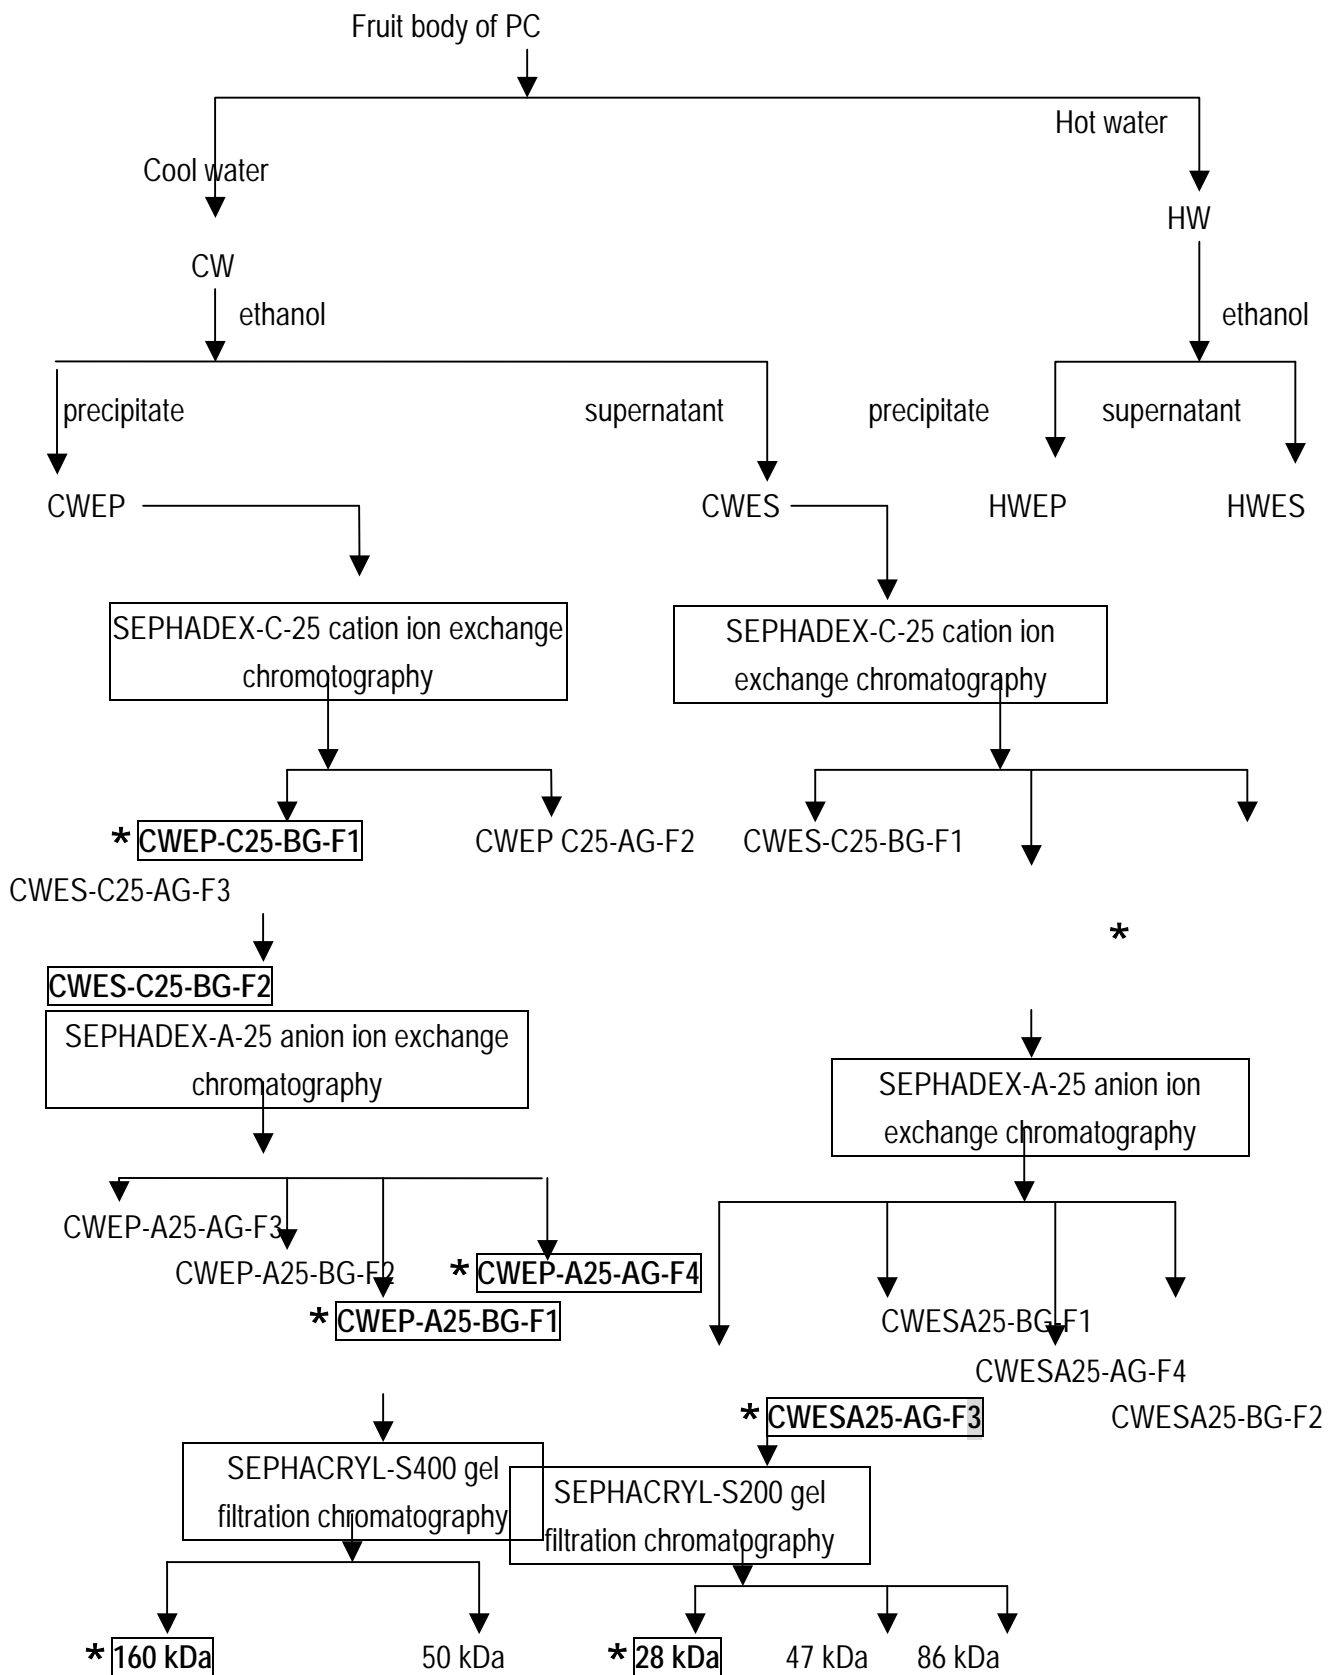 Fruit body of PC
Hot water
Cool water
HW
CW
ethanol
ethanol
precipitate
supernatant
precipitate
supernatant
CWEP
CWES
HWEP
HWES
SEPHADEX-C-25 cation ion exchange
chromotography
SEPHADEX-C-25 cation ion
exchange chromatography
* CWEP-C25-BG-F1
CWEP C25-AG-F2
CWES-C25-BG-F1
CWES-C25-AG-F3
*
CWES-C25-BG-F2
SEPHADEX-A-25 anion ion exchange
chromatography
SEPHADEX-A-25 anion ion
exchange chromatography
CWEP-A25-AG-F3
CWEP-A25-BG-F2
* CWEP-A25-AG-F4
* CWEP-A25-BG-F1
CWESA25-BG-F1
CWESA25-AG-F4
* CWESA25-AG-F3
CWESA25-BG-F2
SEPHACRYL-S400 gel
filtration chromatography
SEPHACRYL-S200 gel
filtration chromatography
* 160 kDa
50 kDa
* 28 kDa
47 kDa
86 kDa